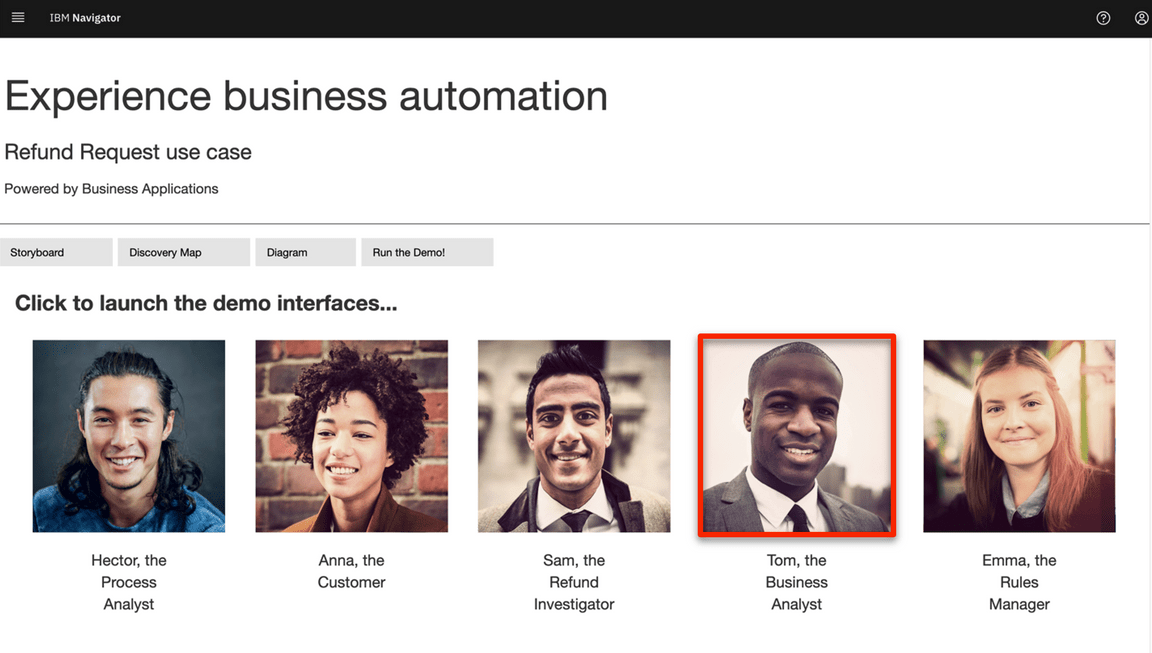 IBM Navigator
Experience business automation
Refund Request use case
Powered by Business Applications
Storyboard
Discovery Map
Diagram
Run the Demo!
Click to launch the demo interfaces...
Hector, the
Process
Analyst
Anna, the
Customer
Sam, the
Refund
Investigator
Tom, the
Business
Analyst
Emma, the
Rules
Manager